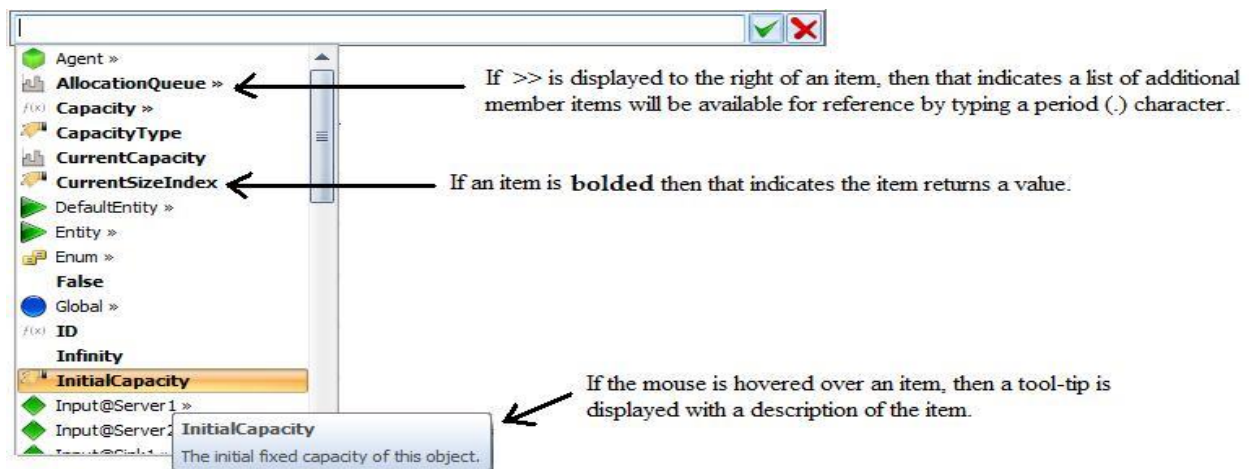 Agent »
AllocationQueue »
Capacity »
CapacityType
CurrentCapacity
CurrentSizeIndex
DefaultEntity »
Entity »
Enum »
False
Global »
f(x) ID
Infinity
InitialCapacity
Input@Server1 »
Input@Server2
Input@Sink1
InitialCapacity
The initial fixed capacity of this object.
If >> is displayed to the right of an item, then that indicates a list of additional
member items will be available for reference by typing a period (.) character.
If an item is bolded then that indicates the item returns a value.
If the mouse is hovered over an item, then a tool-tip is
displayed with a description of the item.